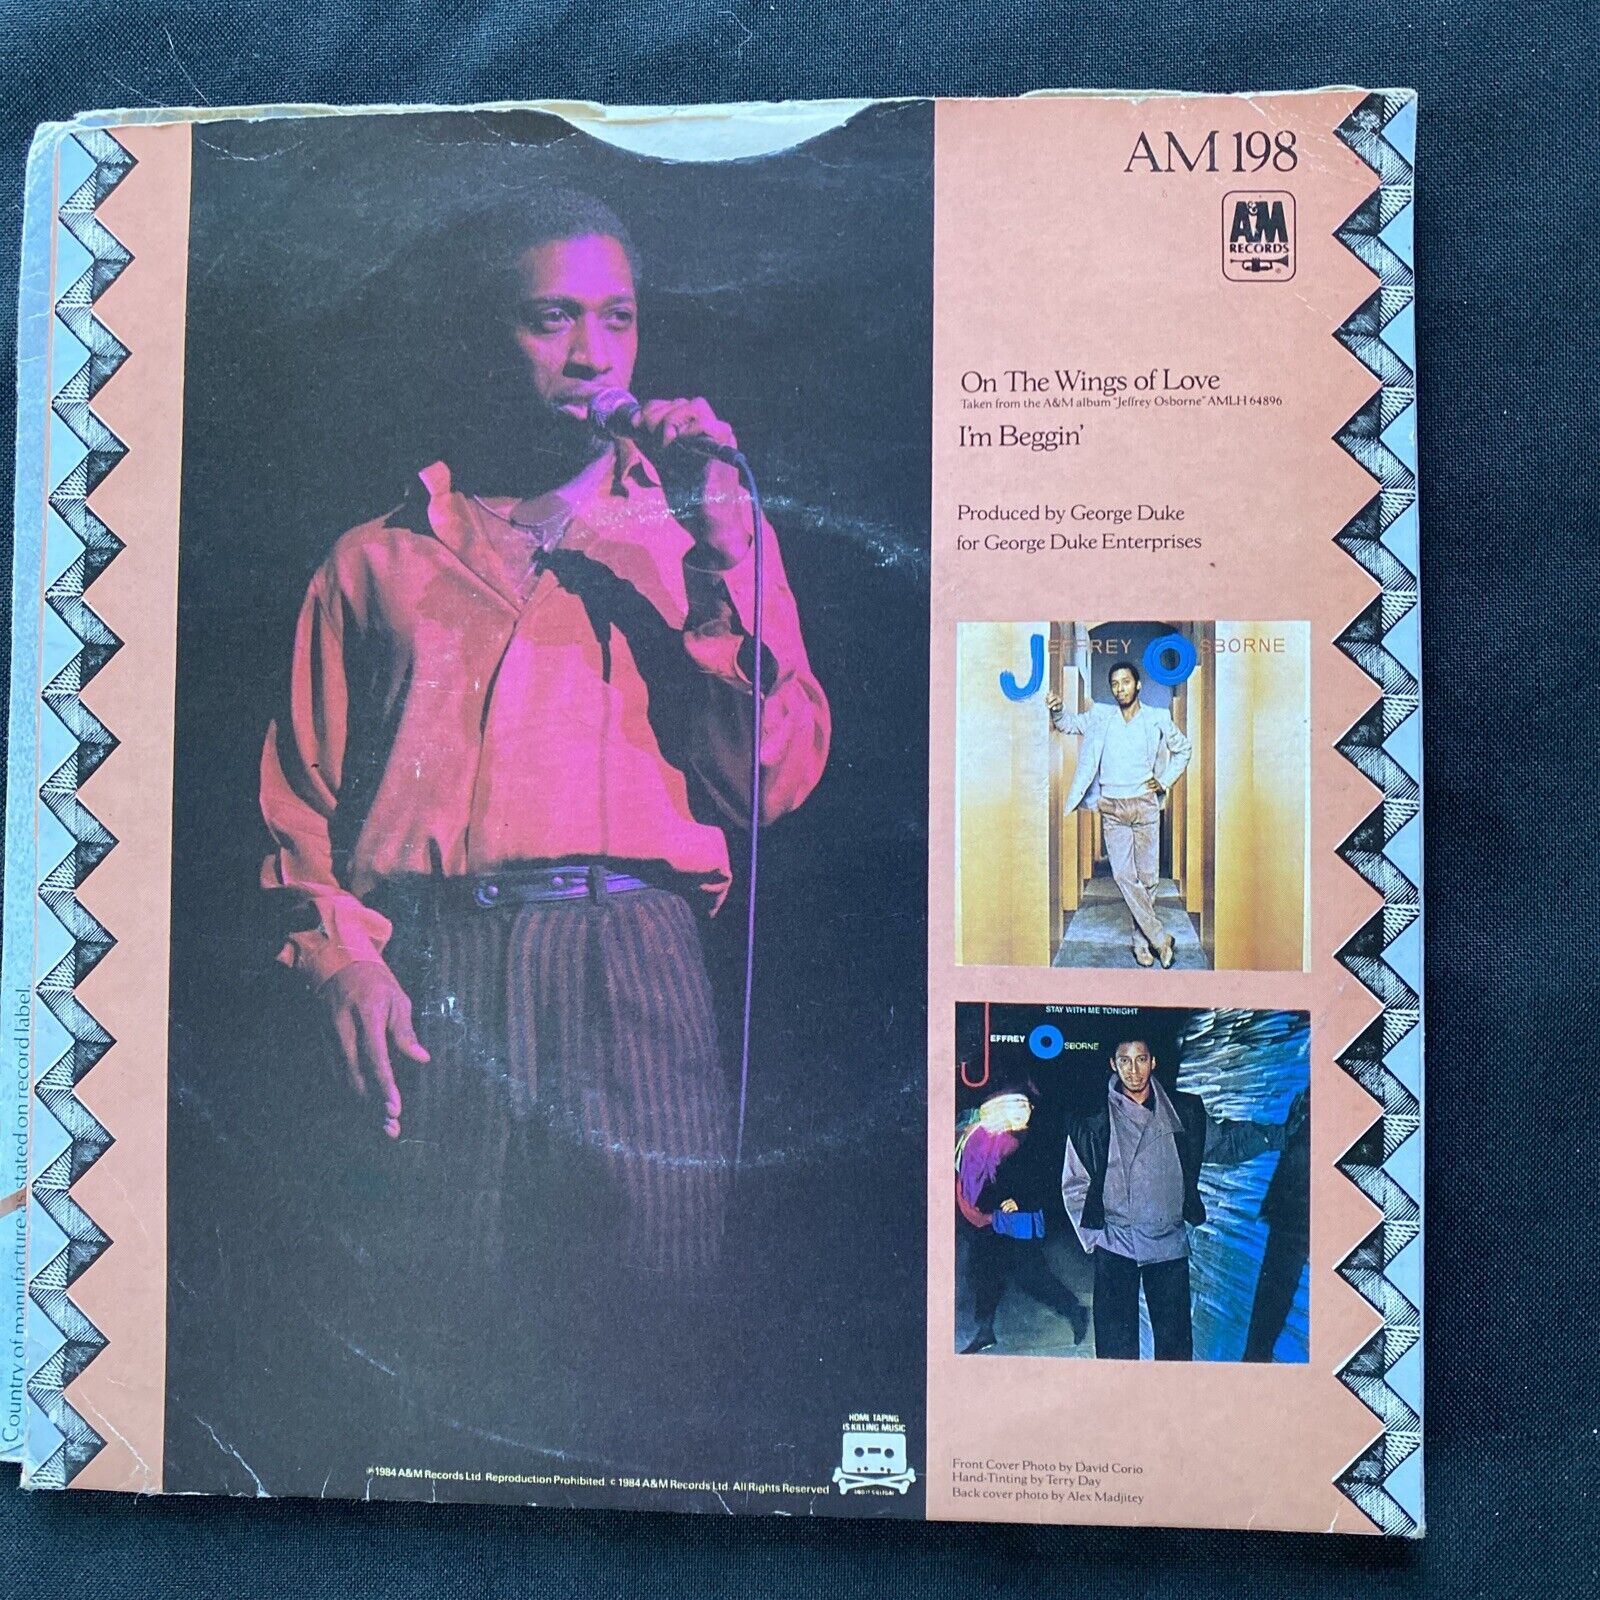 AM 198
A&M
RECORDS
®
On The Wings of Love
Taken from the A&M album "Jeffrey Osborne" AMLH 64896
I'm Beggin'
Produced by George Duke
for George Duke Enterprises
JEFFREY OSBORNE
STAY WITH ME TONIGHT
JEFFREY OSBORNE
Country of manufacture as stated on record label.
HOME TAPING
IS KILLING MUSIC
℗ 1984 A&M Records Ltd. Reproduction Prohibited. © 1984 A&M Records Ltd. All Rights Reserved
Front Cover Photo by David Corio
Hand-Tinting by Terry Day
Back cover photo by Alex Madjitey